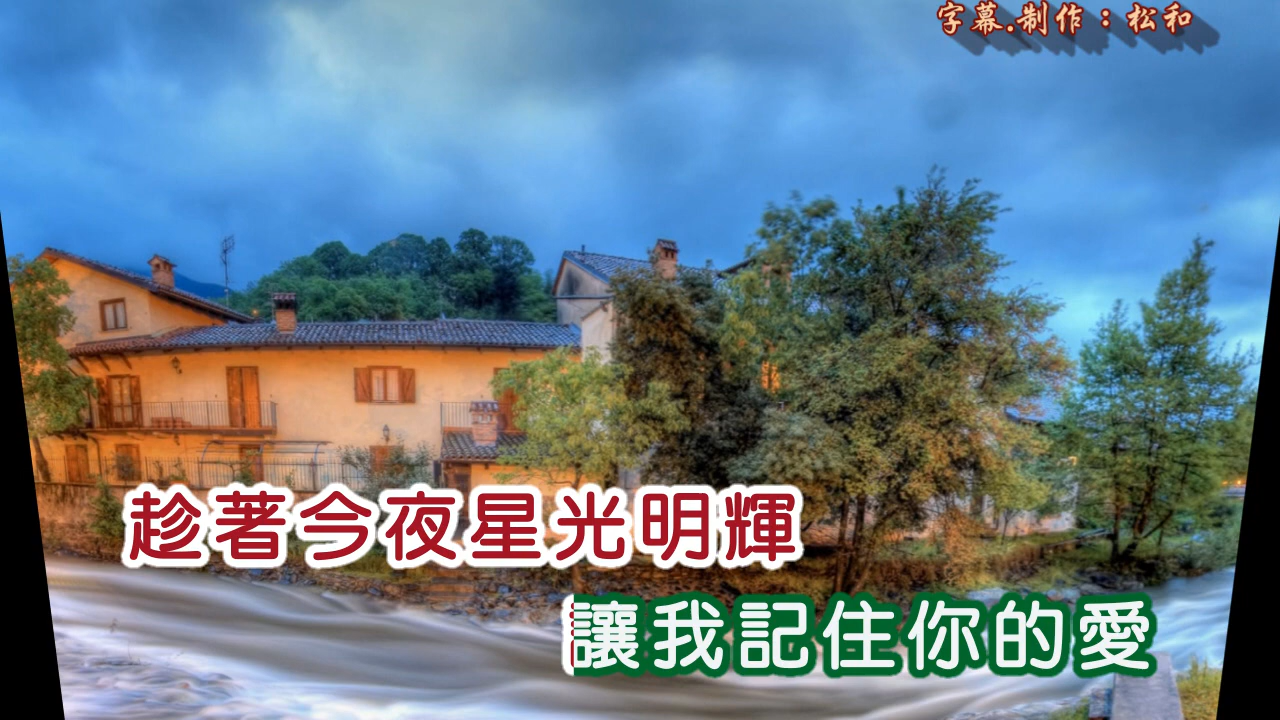 字幕.制作：松和
趁著今夜星光明輝
讓我記住你的愛